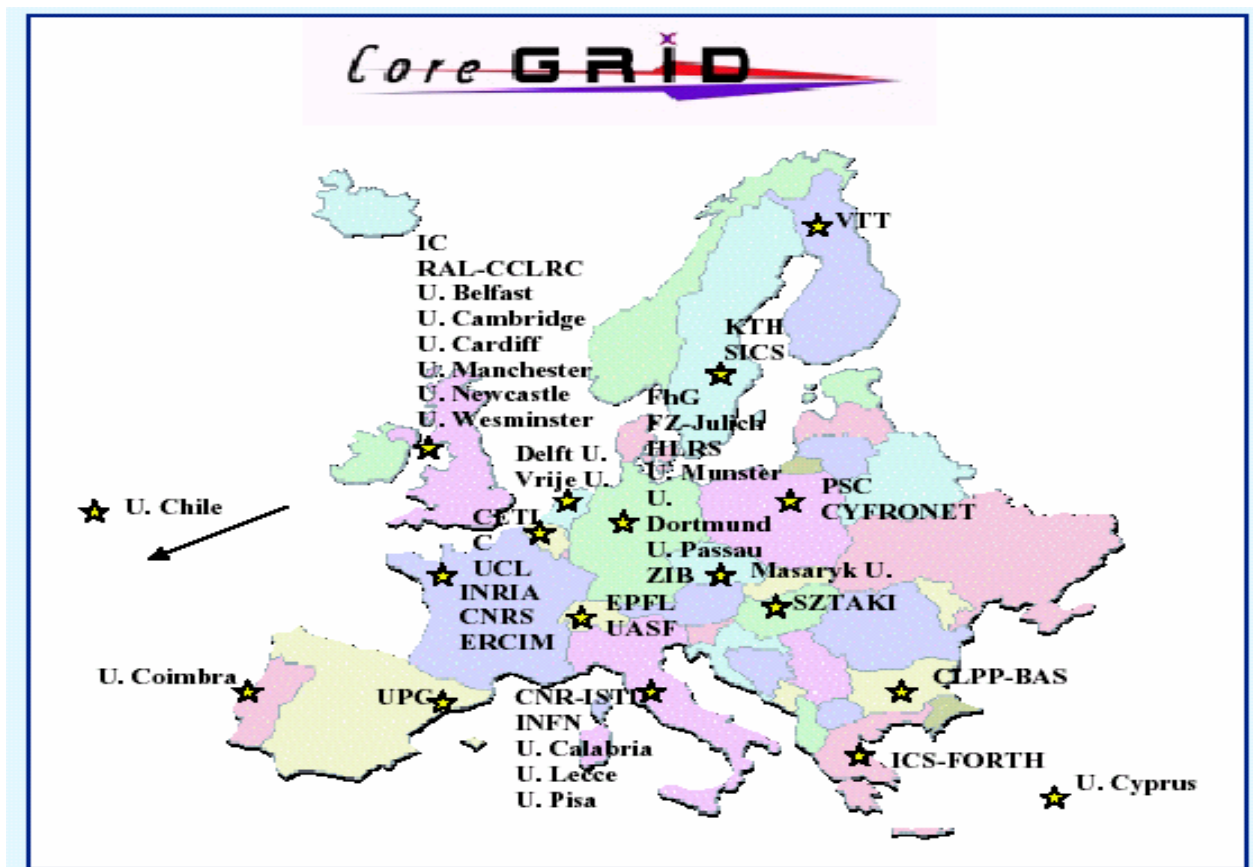 Core GRiD
VTT
IC
RAL-CCLRC
U. Belfast
U. Cambridge
U. Cardiff
U. Manchester
U. Newcastle
U. Wesminster
KTH
SICS
FhG
FZ-Julich
HLRS
U. Munster
U.
Dortmund
U. Passau
ZIB
Delft U.
Vrije U.
PSC
CYFRONET
U. Chile
CETI
C
UCL
INRIA
CNRS
ERCIM
Masaryk U.
SZTAKI
EPFL
UASF
U. Coimbra
UPC
CNR-ISTI
INFN
U. Calabria
U. Lecce
U. Pisa
CLPP-BAS
ICS-FORTH
U. Cyprus